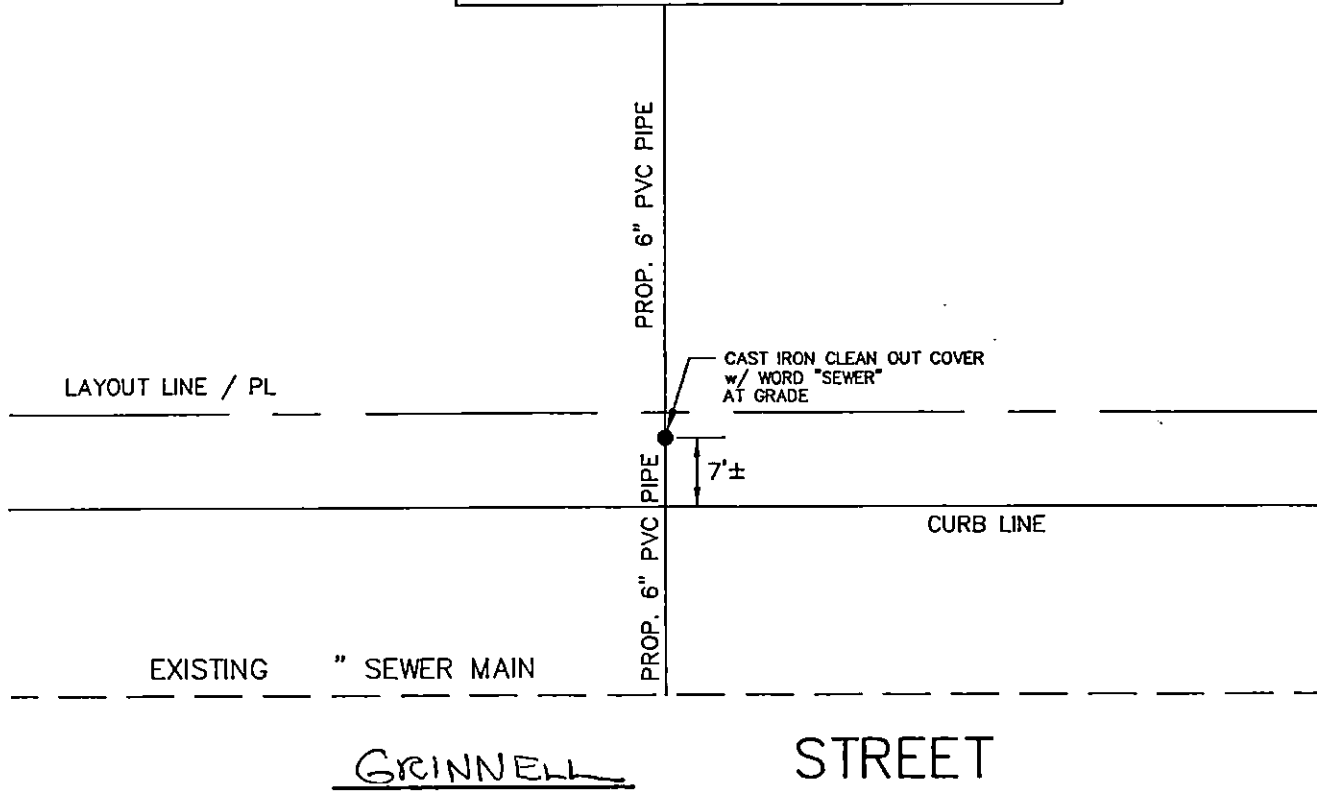 PROP. 6" PVC PIPE
CAST IRON CLEAN OUT COVER
w/ WORD "SEWER"
AT GRADE
LAYOUT LINE / PL
7'±
PROP. 6" PVC PIPE
CURB LINE
EXISTING " SEWER MAIN
GRINNELL STREET